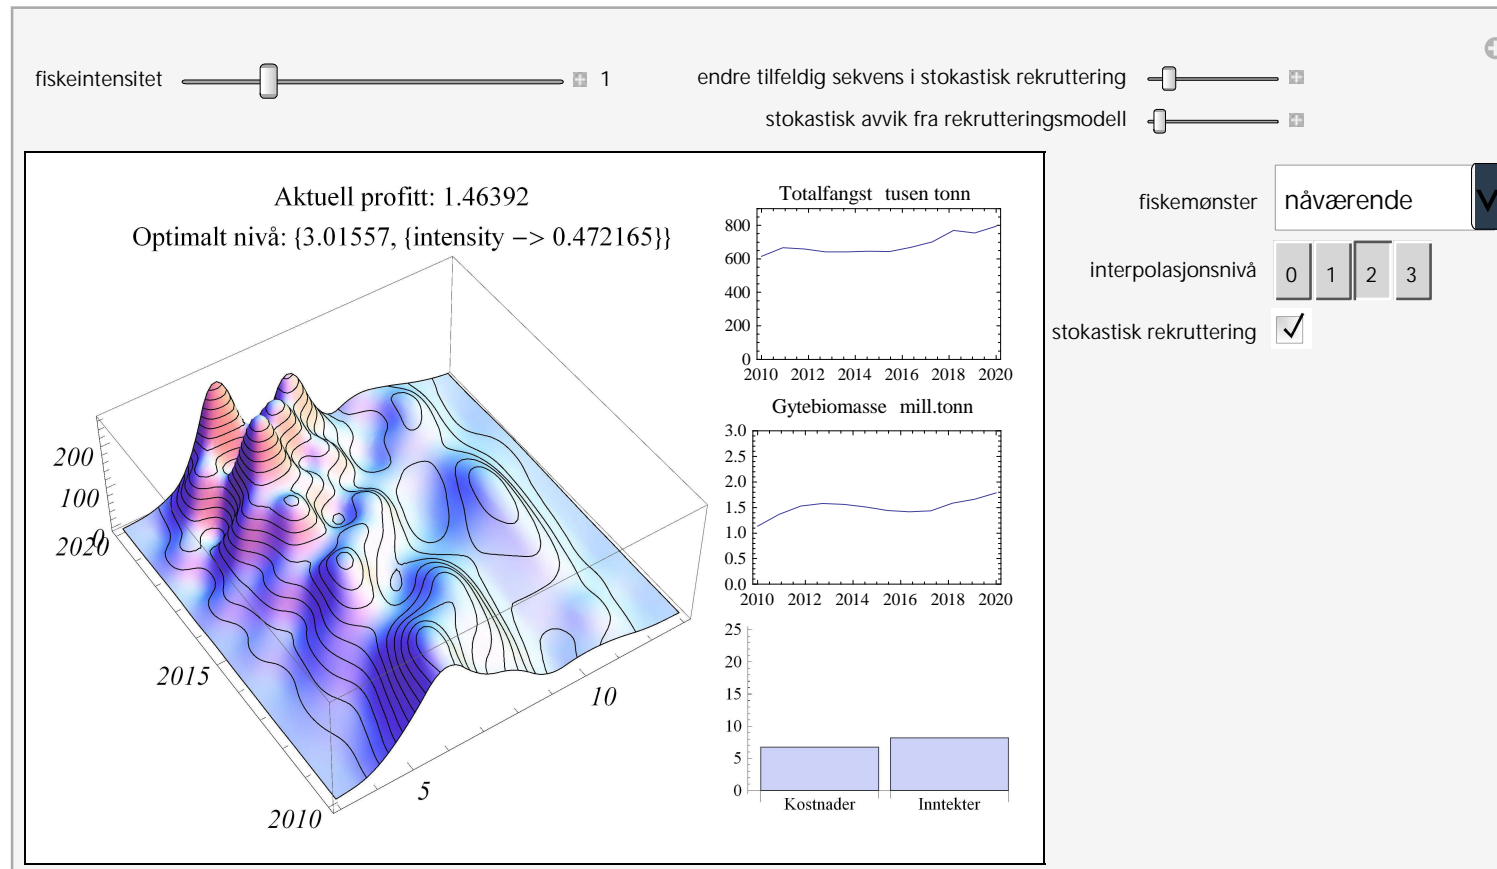 fiskeintensitet 1
endre tilfeldig sekvens i stokastisk rekruttering
stokastisk avvik fra rekrutteringsmodell
fiskemønster nåværende
interpolasjonsnivå 0 1 2 3
stokastisk rekruttering
Aktuell profitt: 1.46392
Optimalt nivå: {3.01557, {intensity −> 0.472165}}
200
100
0
2020
2015
2010
5
10
Totalfangst tusen tonn
800
600
400
200
0
2010 2012 2014 2016 2018 2020
Gytebiomasse mill.tonn
3.0
2.5
2.0
1.5
1.0
0.5
0.0
2010 2012 2014 2016 2018 2020
25
20
15
10
5
0
Kostnader Inntekter